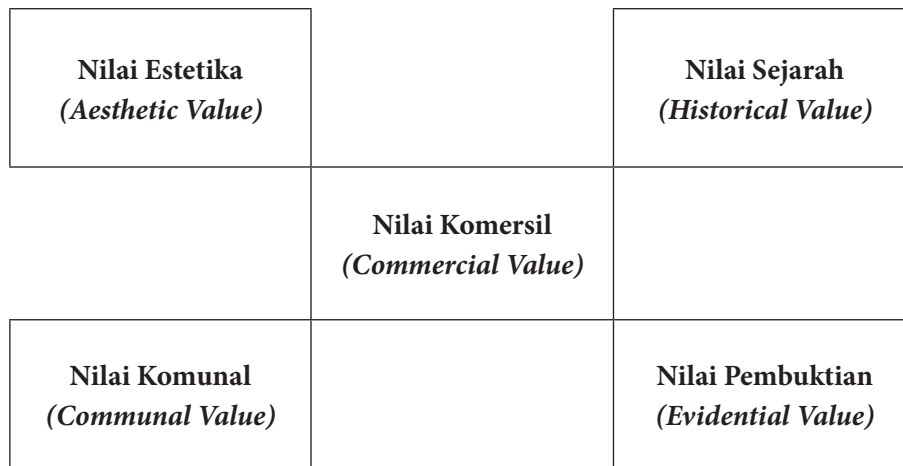 Nilai Estetika
(Aesthetic Value)
Nilai Sejarah
(Historical Value)
Nilai Komersil
(Commercial Value)
Nilai Komunal
(Communal Value)
Nilai Pembuktian
(Evidential Value)